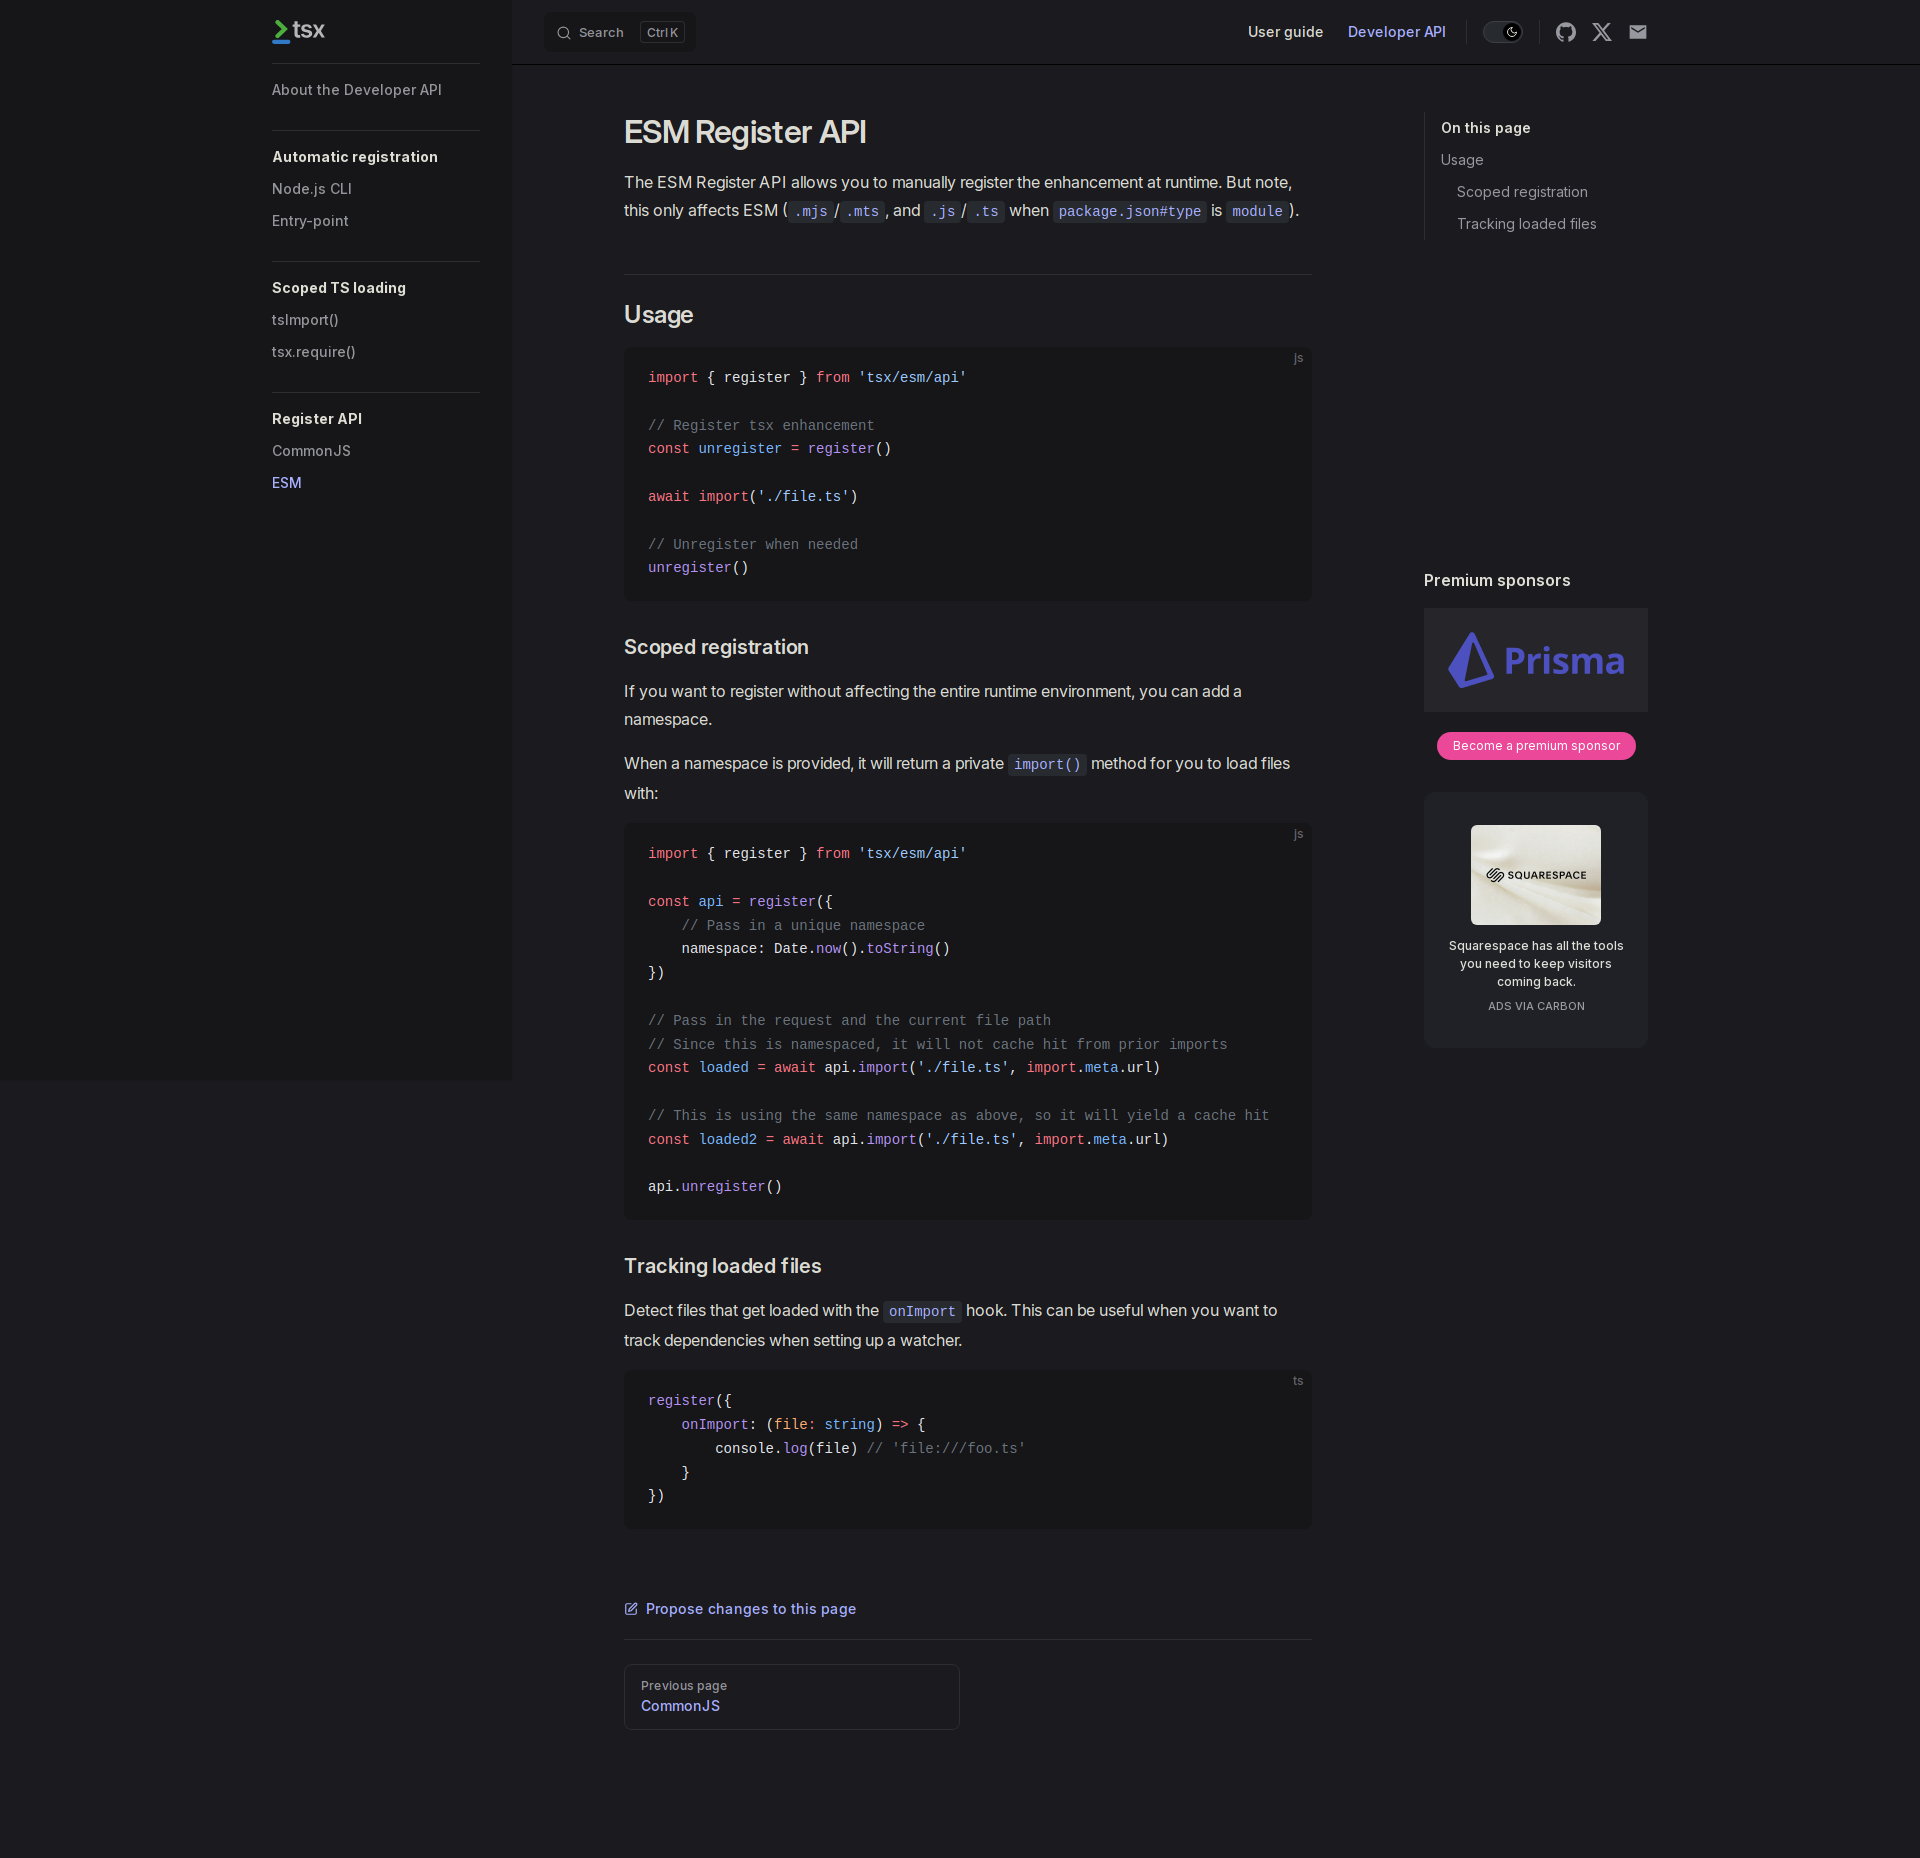 tsx
Search
Ctrl K
User guide
Developer API
About the Developer API
Automatic registration
Node.js CLI
Entry-point
Scoped TS loading
tsImport()
tsx.require()
Register API
CommonJS
ESM
ESM Register API
The ESM Register API allows you to manually register the enhancement at runtime. But note,
this only affects ESM (.mjs/.mts, and .js/.ts when package.json#type is module).
Usage
js
import { register } from 'tsx/esm/api'
// Register tsx enhancement
const unregister = register()
await import('./file.ts')
// Unregister when needed
unregister()
Scoped registration
If you want to register without affecting the entire runtime environment, you can add a
namespace.
When a namespace is provided, it will return a private import() method for you to load files
with:
js
import { register } from 'tsx/esm/api'
const api = register({
    // Pass in a unique namespace
    namespace: Date.now().toString()
})
// Pass in the request and the current file path
// Since this is namespaced, it will not cache hit from prior imports
const loaded = await api.import('./file.ts', import.meta.url)
// This is using the same namespace as above, so it will yield a cache hit
const loaded2 = await api.import('./file.ts', import.meta.url)
api.unregister()
Tracking loaded files
Detect files that get loaded with the onImport hook. This can be useful when you want to
track dependencies when setting up a watcher.
ts
register({
    onImport: (file: string) => {
        console.log(file) // 'file:///foo.ts'
    }
})
Propose changes to this page
Previous page
CommonJS
On this page
Usage
Scoped registration
Tracking loaded files
Premium sponsors
Prisma
Become a premium sponsor
SQUARESPACE
Squarespace has all the tools
you need to keep visitors
coming back.
ADS VIA CARBON